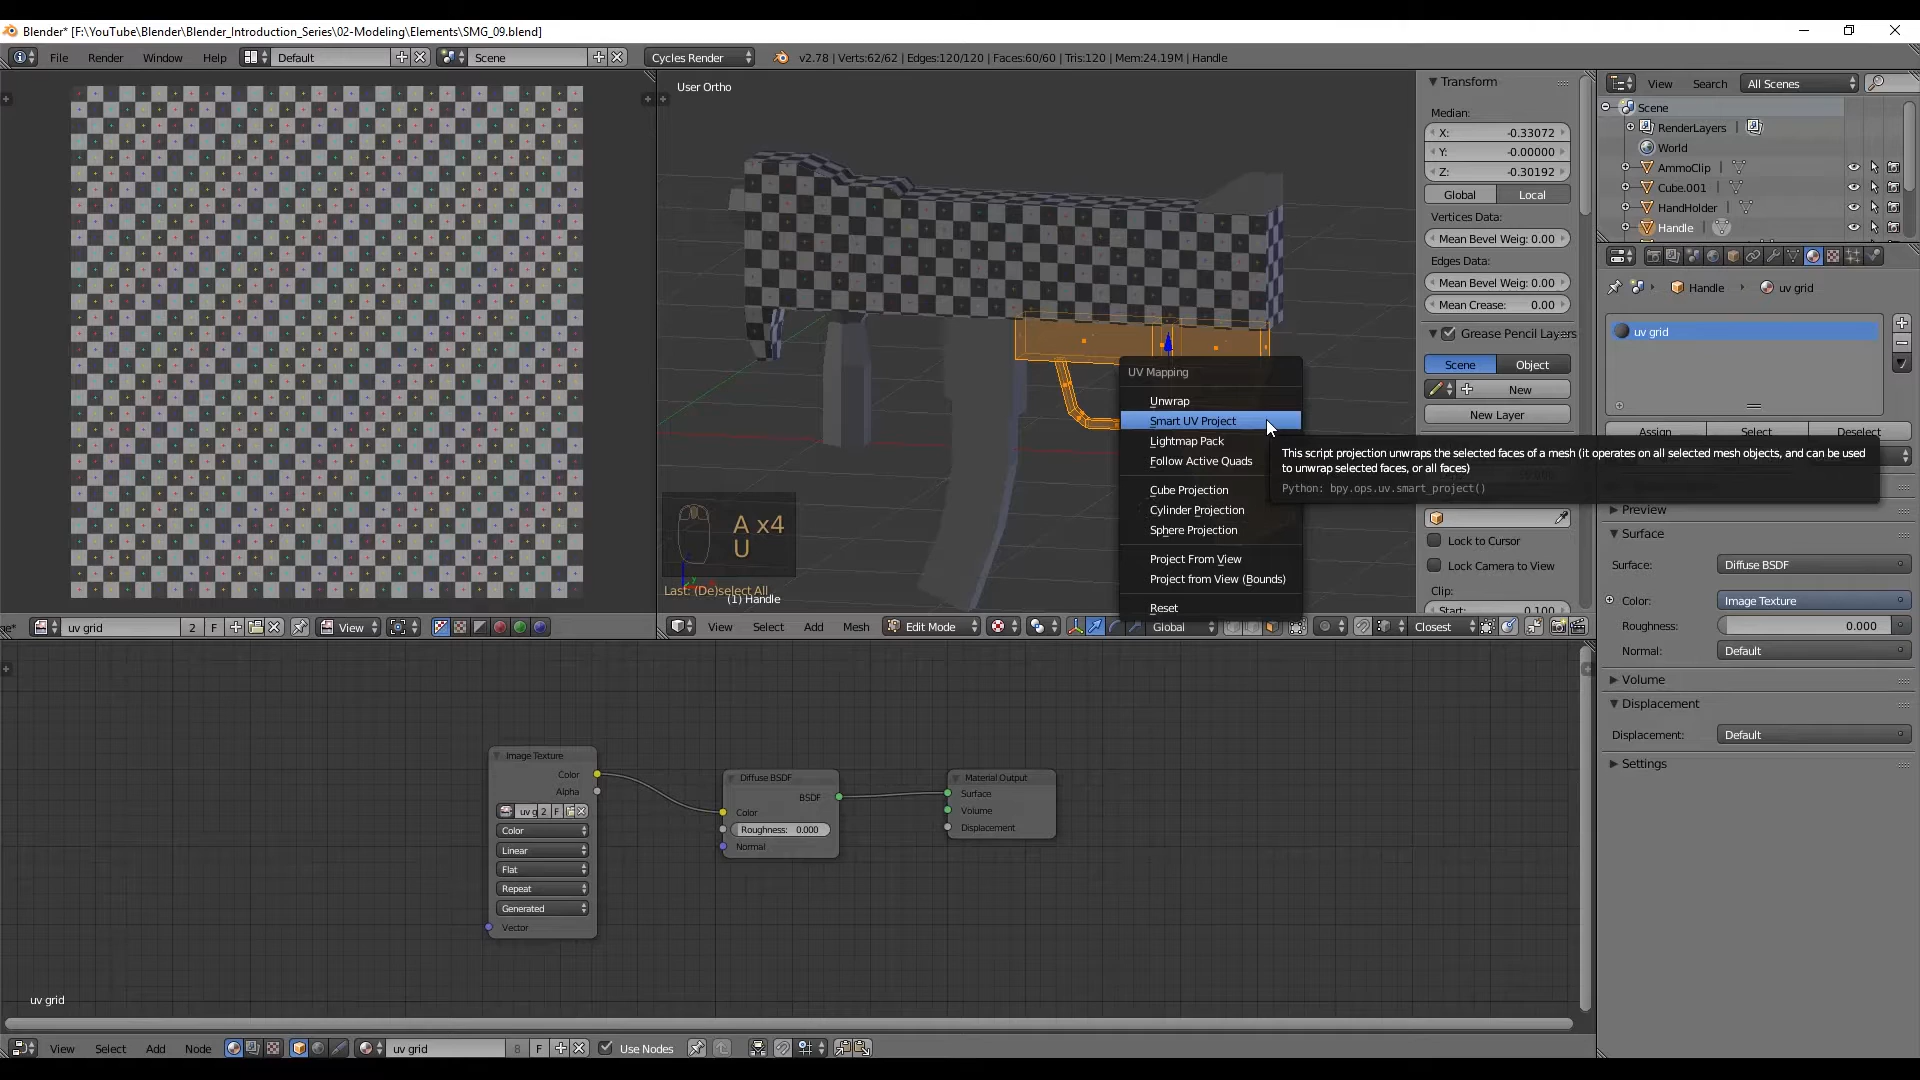 Blender* [F:\YouTube\Blender\Blender_Introduction_Series\02-Modeling\Elements\SMG_09.blend]
File Render Window Help Default Scene Cycles Render v2.78 | Verts:62/62 | Edges:120/120 | Faces:60/60 | Tris:120 | Mem:24.19M | Handle
User Ortho
Transform
Median:
X: -0.33072
Y: -0.00000
Z: -0.30192
Global Local
Vertices Data:
Mean Bevel Weig: 0.00
Edges Data:
Mean Bevel Weig: 0.00
Mean Crease: 0.00
Grease Pencil Layers
Scene Object
New
New Layer
Lock to Cursor
Lock Camera to View
Clip:
Start: 0.100
View Search All Scenes
Scene
RenderLayers
World
AmmoClip
Cube.001
HandHolder
Handle
Handle uv grid
uv grid
Assign Select Deselect
Preview
Surface
Surface: Diffuse BSDF
Color: Image Texture
Roughness: 0.000
Normal: Default
Volume
Displacement
Displacement: Default
Settings
UV Mapping
Unwrap
Smart UV Project
Lightmap Pack
Follow Active Quads
Cube Projection
Cylinder Projection
Sphere Projection
Project From View
Project from View (Bounds)
Reset
This script projection unwraps the selected faces of a mesh (it operates on all selected mesh objects, and can be used
to unwrap selected faces, or all faces)
Python: bpy.ops.uv.smart_project()
A x4
U
Last: (De)select All
(1) Handle
uv grid 2 F View
View Select Add Mesh Edit Mode Global Closest
Image Texture
Color
Alpha
uv g 2 F
Color
Linear
Flat
Repeat
Generated
Vector
Diffuse BSDF
BSDF
Color
Roughness: 0.000
Normal
Material Output
Surface
Volume
Displacement
uv grid
View Select Add Node uv grid 8 F Use Nodes